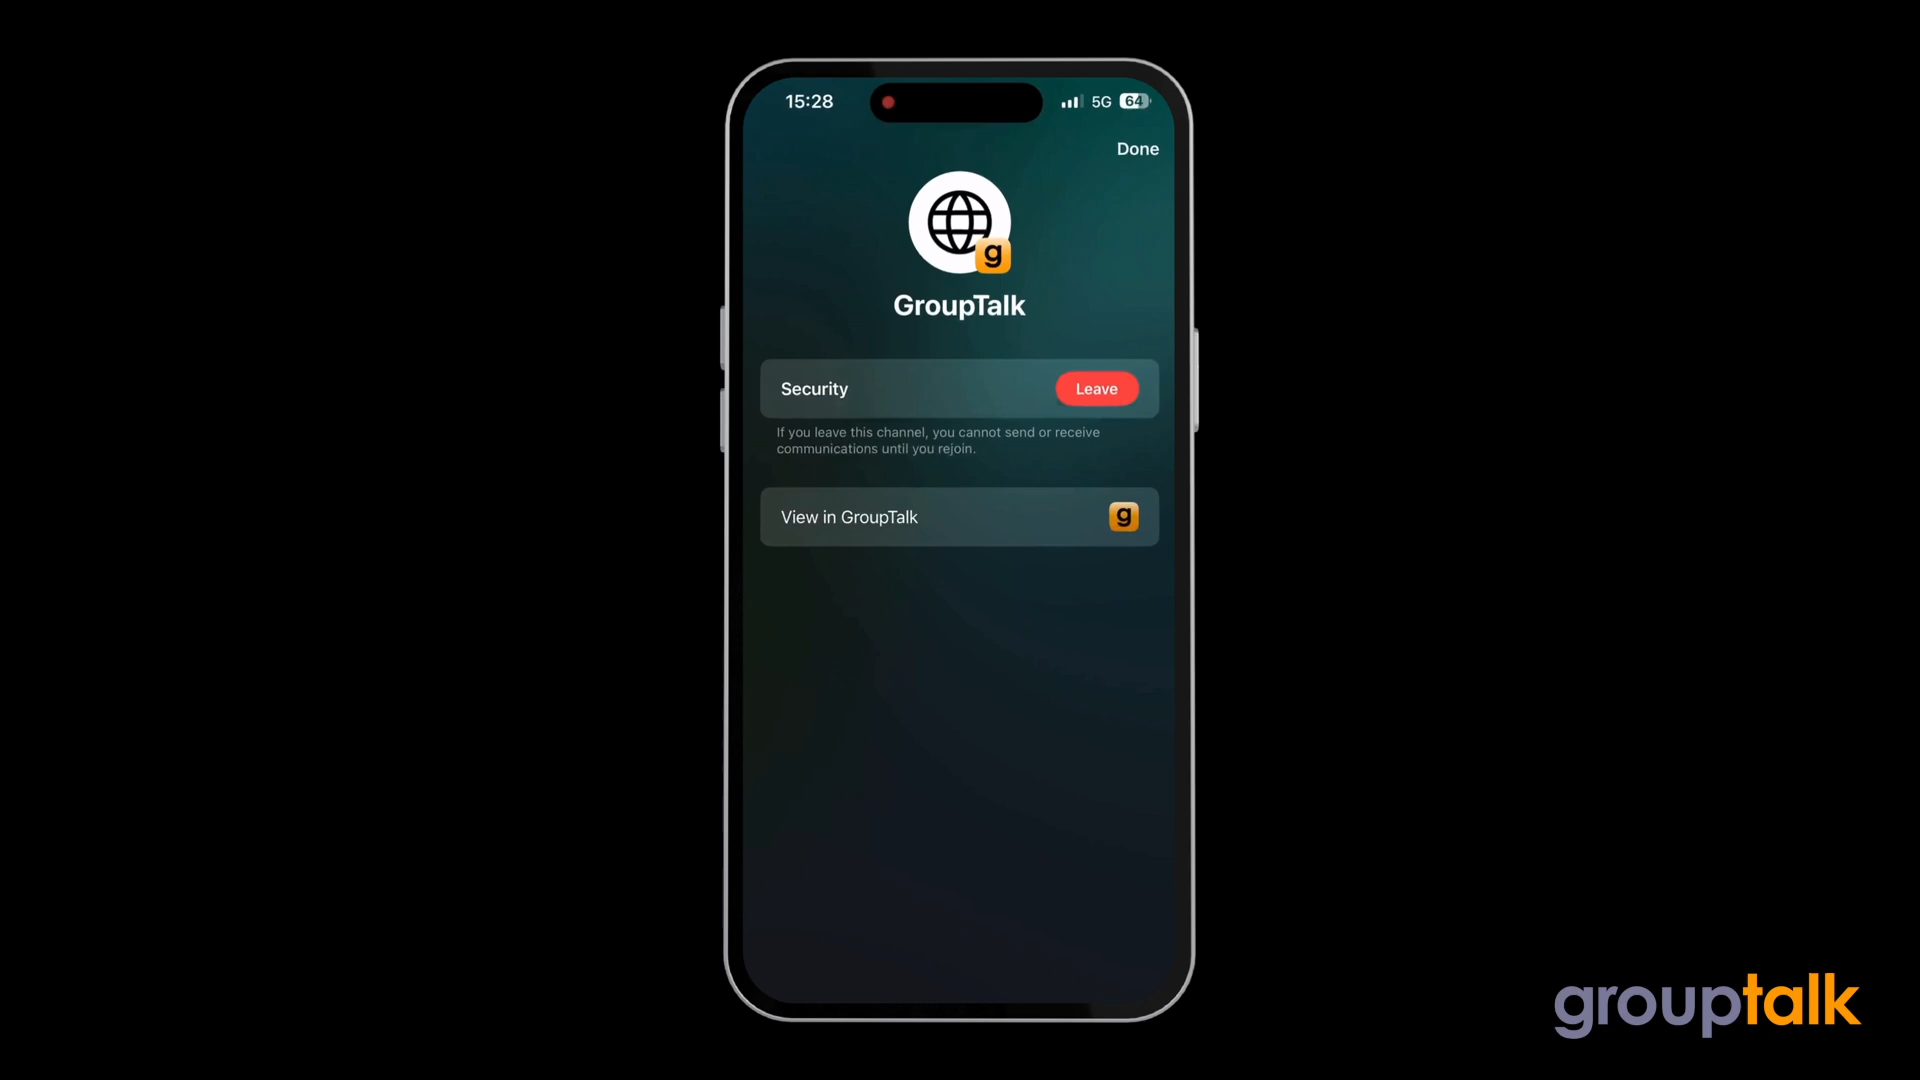 15:28
5G
64
Done
g
GroupTalk
Security
Leave
If you leave this channel, you cannot send or receive
communications until you rejoin.
View in GroupTalk
g
grouptalk